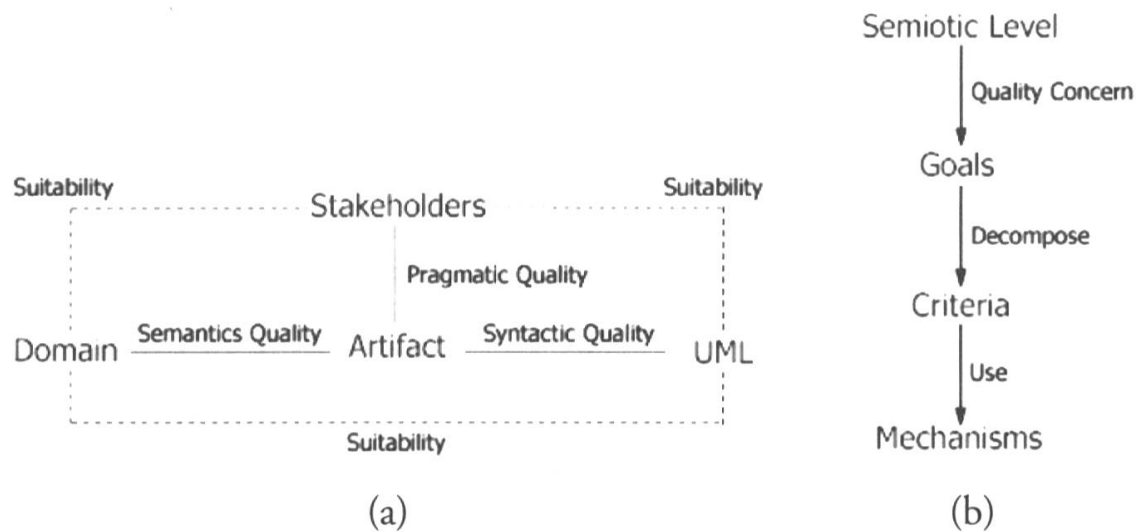 Semiotic Level
Quality Concern
Goals
Decompose
Criteria
Use
Mechanisms
(b)
Suitability
Suitability
Stakeholders
Pragmatic Quality
Domain
Semantics Quality
Artifact
Syntactic Quality
UML
Suitability
(a)